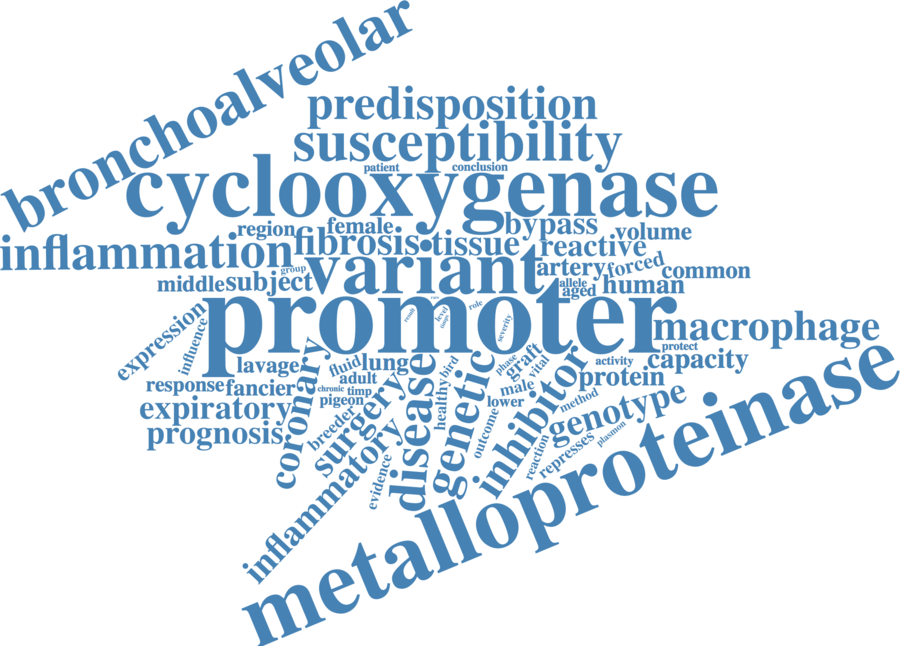 bronchoalveolar
predisposition
susceptibility
patient
conclusion
cyclooxygenase
region
female
bypass
volume
inflammation
fibrosis
tissue
reactive
group
variant
artery
forced
common
middle
subject
allele
aged
human
promoter
result
rare
level
role
severity
expression
influence
macrophage
protect
lavage
fluid
lung
bird
phase
graft
vital
activity
capacity
response
fancier
chronic
adult
timp
pigeon
male
lower
protein
method
expiratory
prognosis
coronary
breeder
surgery
disease
healthy
genetic
outcome
inhibitor
reaction
genotype
represses
plasmon
inflammatory
evidence
metalloproteinase